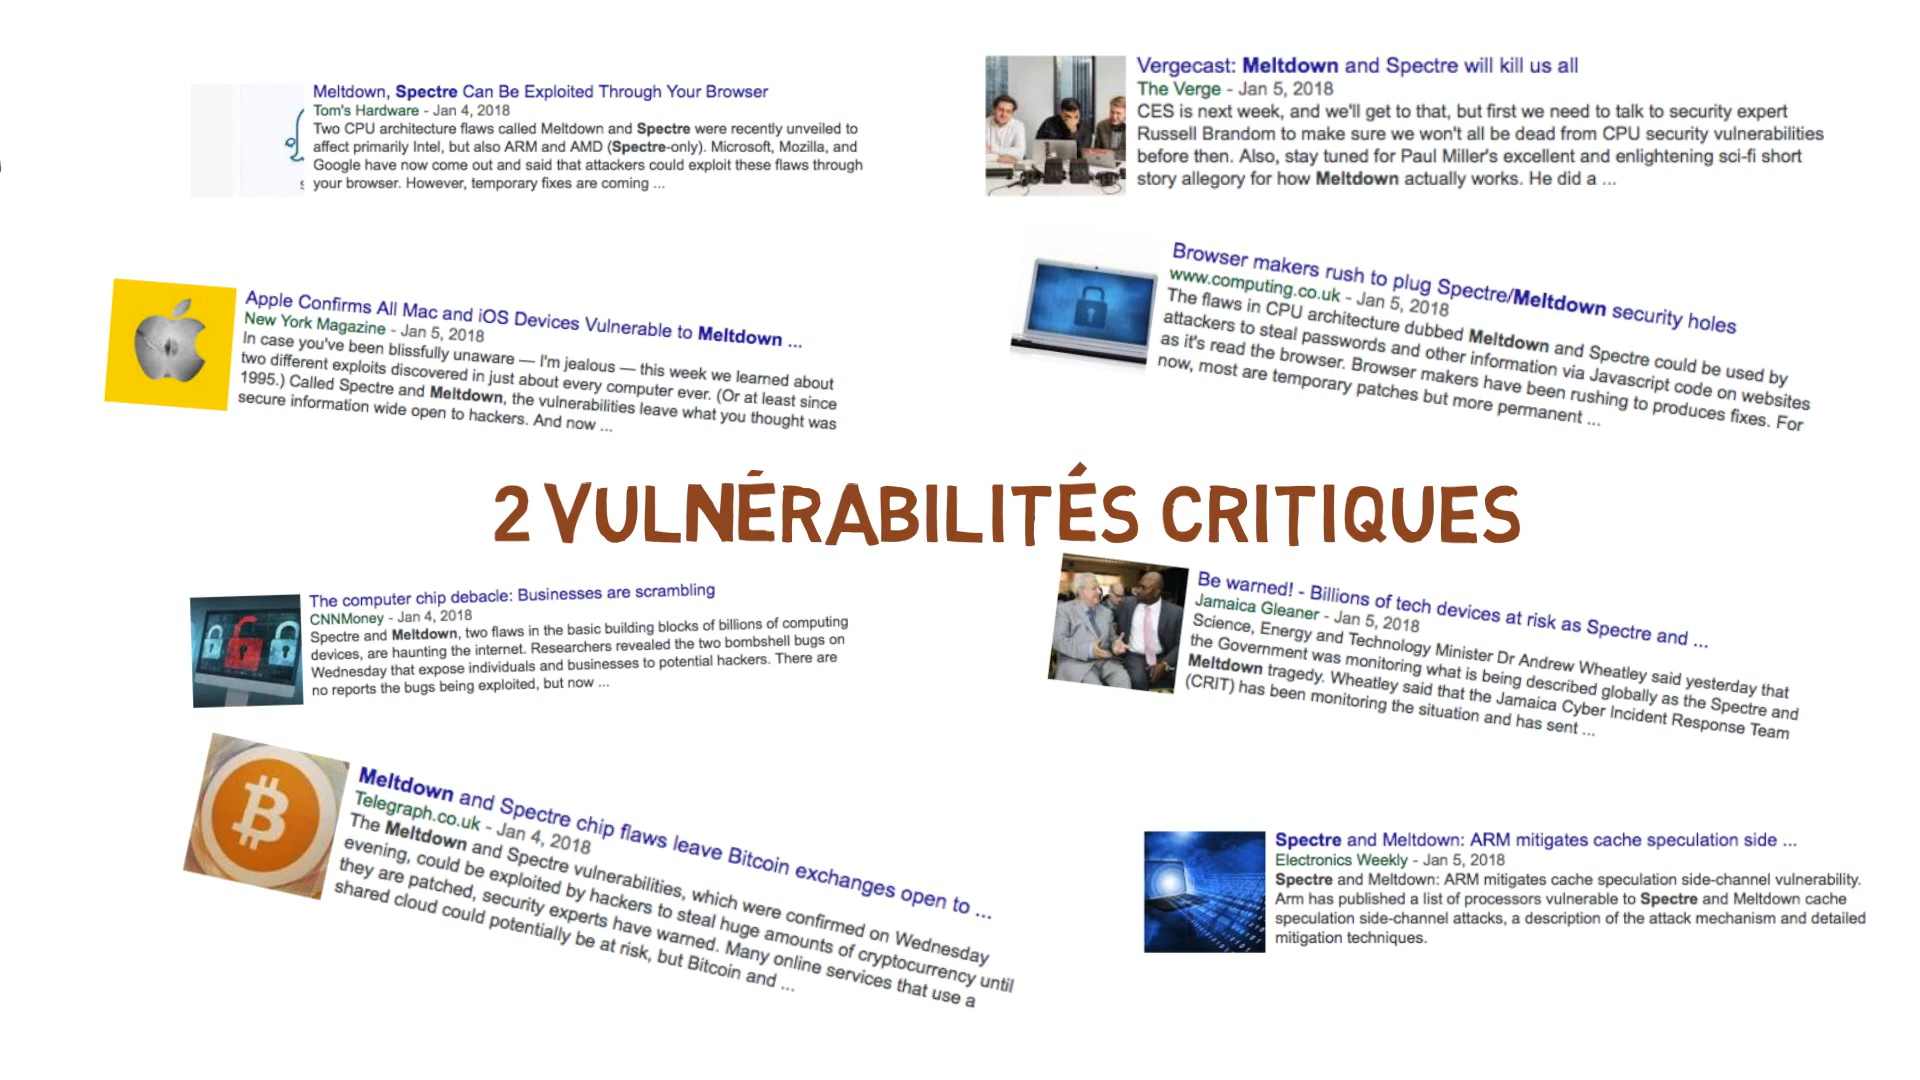 Meltdown, Spectre Can Be Exploited Through Your Browser
Tom's Hardware - Jan 4, 2018
Two CPU architecture flaws called Meltdown and Spectre were recently unveiled to
affect primarily Intel, but also ARM and AMD (Spectre-only). Microsoft, Mozilla, and
Google have now come out and said that attackers could exploit these flaws through
your browser. However, temporary fixes are coming ...
Vergecast: Meltdown and Spectre will kill us all
The Verge - Jan 5, 2018
CES is next week, and we'll get to that, but first we need to talk to security expert
Russell Brandom to make sure we won't all be dead from CPU security vulnerabilities
before then. Also, stay tuned for Paul Miller's excellent and enlightening sci-fi short
story allegory for how Meltdown actually works. He did a ...
Apple Confirms All Mac and iOS Devices Vulnerable to Meltdown ...
New York Magazine - Jan 5, 2018
In case you've been blissfully unaware — I'm jealous — this week we learned about
two different exploits discovered in just about every computer ever. (Or at least since
1995.) Called Spectre and Meltdown, the vulnerabilities leave what you thought was
secure information wide open to hackers. And now ...
Browser makers rush to plug Spectre/Meltdown security holes
www.computing.co.uk - Jan 5, 2018
The flaws in CPU architecture dubbed Meltdown and Spectre could be used by
attackers to steal passwords and other information via Javascript code on websites
as it's read the browser. Browser makers have been rushing to produces fixes. For
now, most are temporary patches but more permanent ...
2 VULNÉRABILITÉS CRITIQUES
The computer chip debacle: Businesses are scrambling
CNNMoney - Jan 4, 2018
Spectre and Meltdown, two flaws in the basic building blocks of billions of computing
devices, are haunting the internet. Researchers revealed the two bombshell bugs on
Wednesday that expose individuals and businesses to potential hackers. There are
no reports the bugs being exploited, but now ...
Be warned! - Billions of tech devices at risk as Spectre and ...
Jamaica Gleaner - Jan 5, 2018
Science, Energy and Technology Minister Dr Andrew Wheatley said yesterday that
the Government was monitoring what is being described globally as the Spectre and
Meltdown tragedy. Wheatley said that the Jamaica Cyber Incident Response Team
(CRIT) has been monitoring the situation and has sent ...
Meltdown and Spectre chip flaws leave Bitcoin exchanges open to ...
Telegraph.co.uk - Jan 4, 2018
The Meltdown and Spectre vulnerabilities, which were confirmed on Wednesday
evening, could be exploited by hackers to steal huge amounts of cryptocurrency until
they are patched, security experts have warned. Many online services that use a
shared cloud could potentially be at risk, but Bitcoin and ...
Spectre and Meltdown: ARM mitigates cache speculation side ...
Electronics Weekly - Jan 5, 2018
Spectre and Meltdown: ARM mitigates cache speculation side-channel vulnerability.
Arm has published a list of processors vulnerable to Spectre and Meltdown cache
speculation side-channel attacks, a description of the attack mechanism and detailed
mitigation techniques.